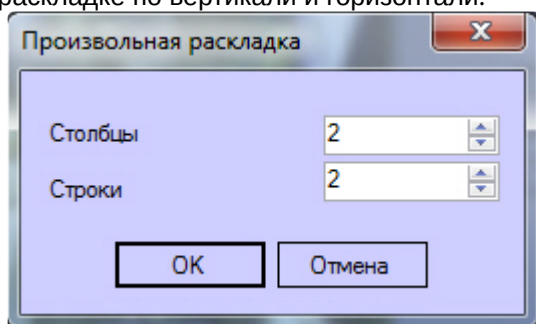 раскладке по вертикали и горизонтали.
Произвольная раскладка
Столбцы 2
Строки 2
OK Отмена